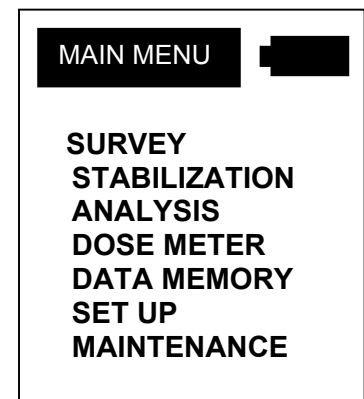 MAIN MENU
SURVEY
STABILIZATION
ANALYSIS
DOSE METER
DATA MEMORY
SET UP
MAINTENANCE